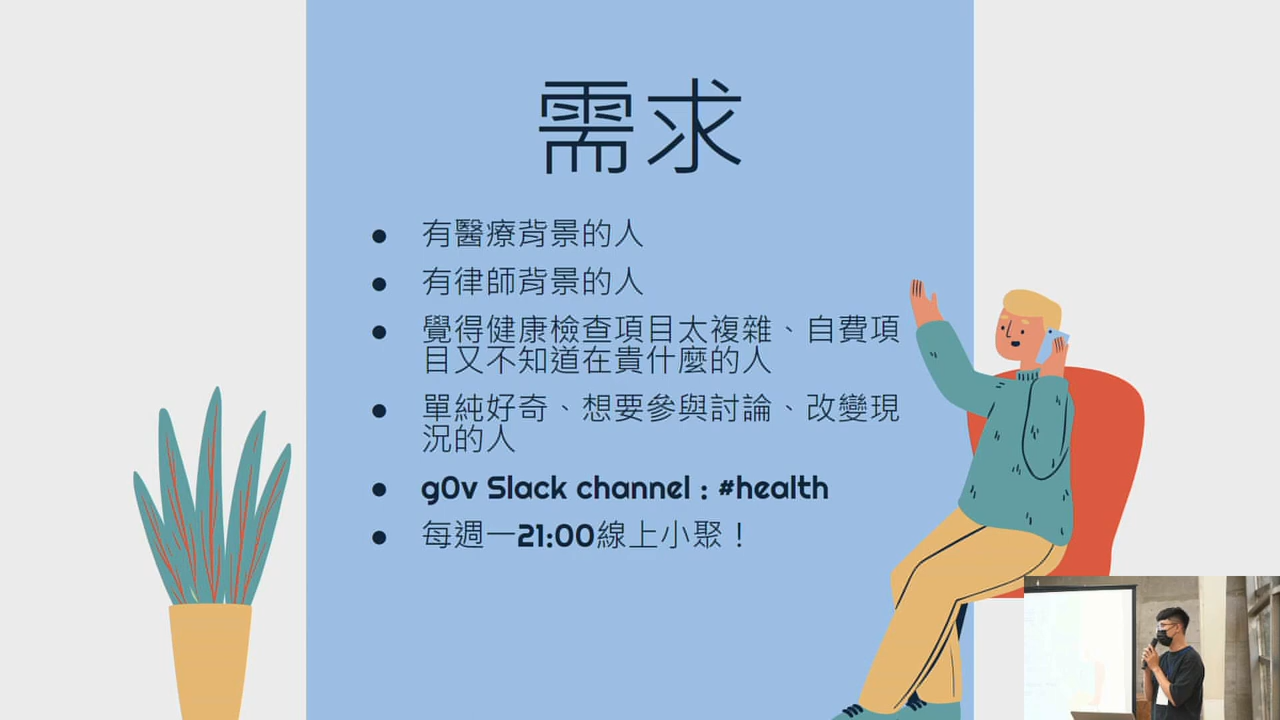 需求
● 有醫療背景的人
● 有律師背景的人
● 覺得健康檢查項目太複雜、自費項
目又不知道在貴什麼的人
● 單純好奇、想要參與討論、改變現
況的人
● g0v Slack channel : #health
● 每週一21:00線上小聚！